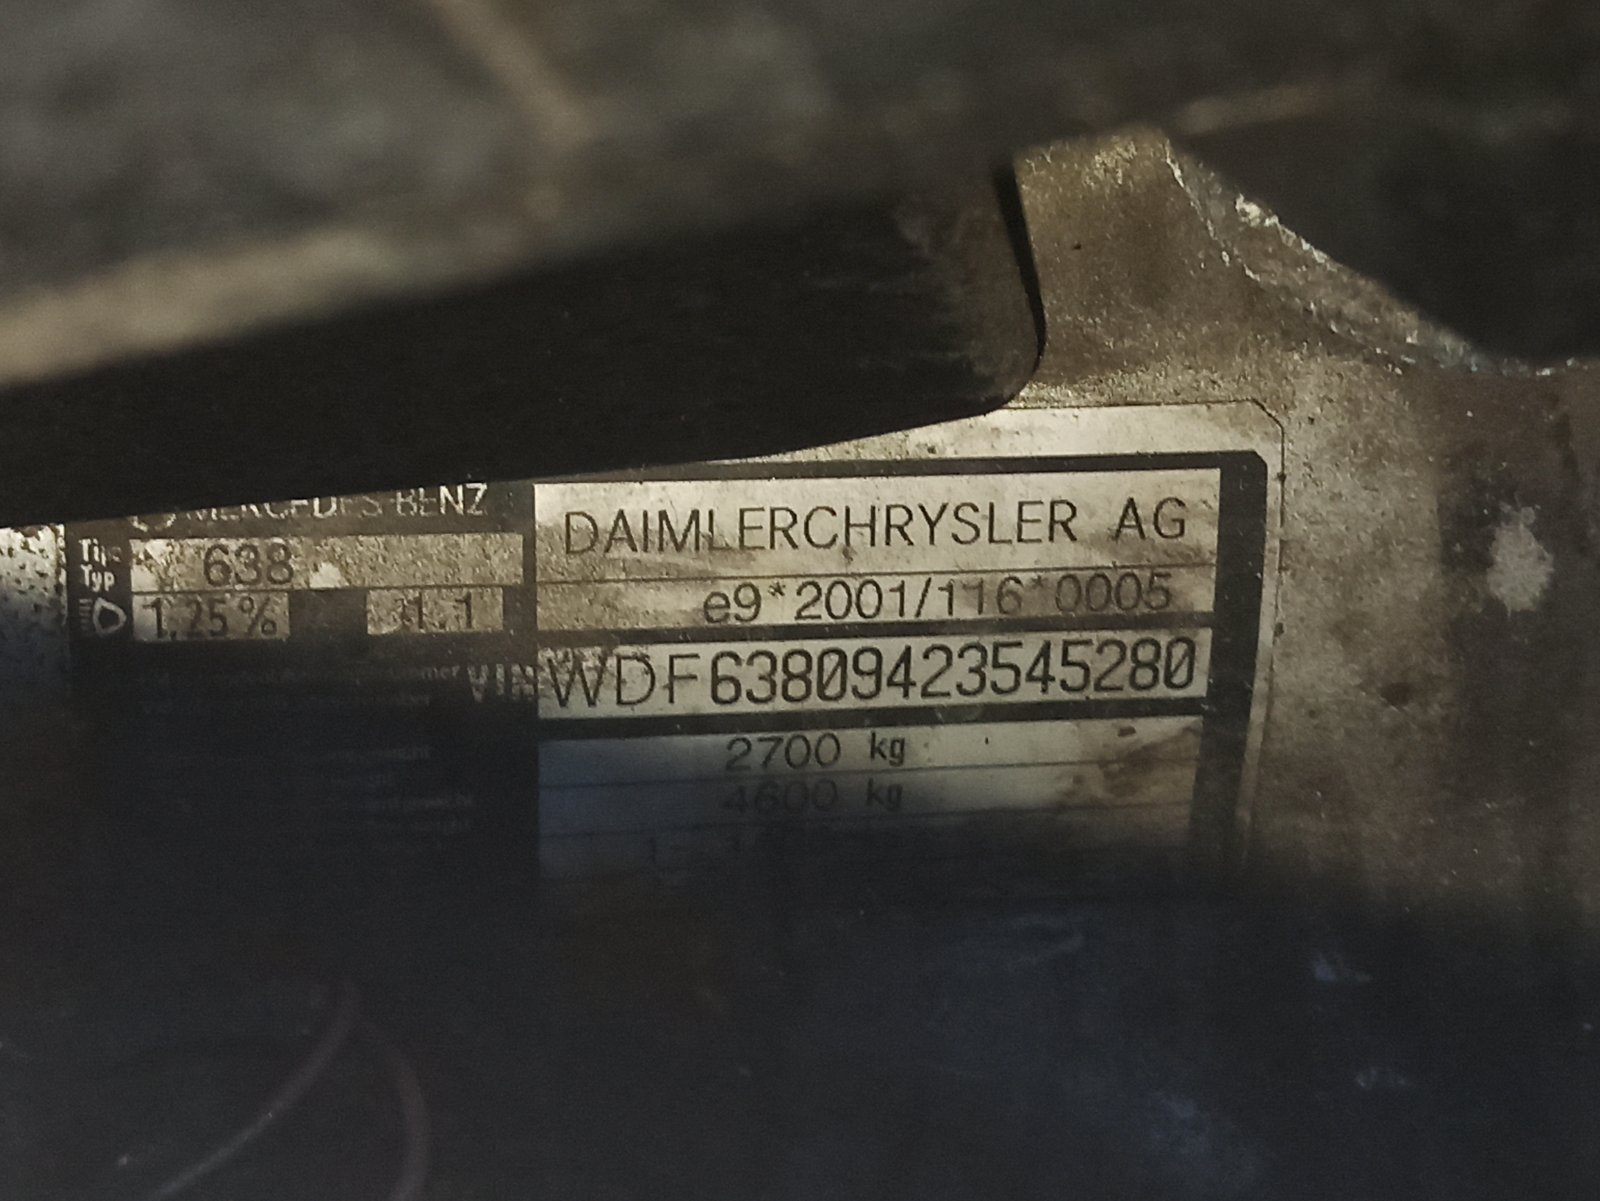 MERCEDES-BENZ
DAIMLERCHRYSLER AG
Typ 638
e9*2001/116*0005
1,25% 1,1
VIN WDF63809423545280
2700 kg
4600 kg